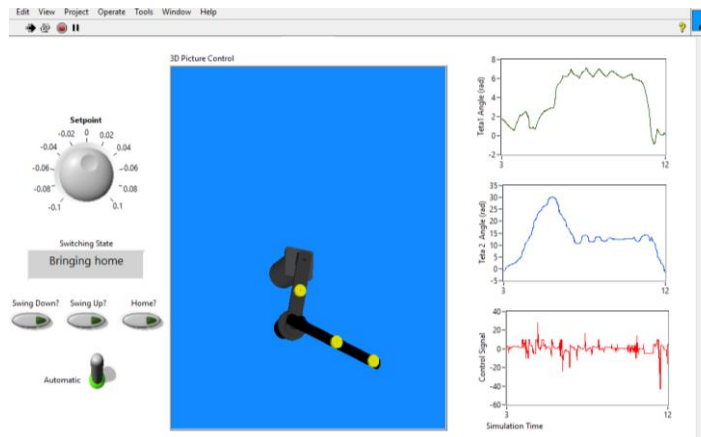 Edit View Project Operate Tools Window Help
3D Picture Control
Setpoint
-0.02 0 0.02
-0.04 0.04
-0.06 0.06
-0.08 0.08
-0.1 0.1
Switching State
Bringing home
Swing Down? Swing Up? Home?
Automatic
Teta1 Angle (rad)
8
6
4
2
0
-2
3 12
Teta 2 Angle (rad)
35
30
25
20
15
10
5
0
-5
3 12
Control Signal
40
20
0
-20
-40
-60
3 12
Simulation Time